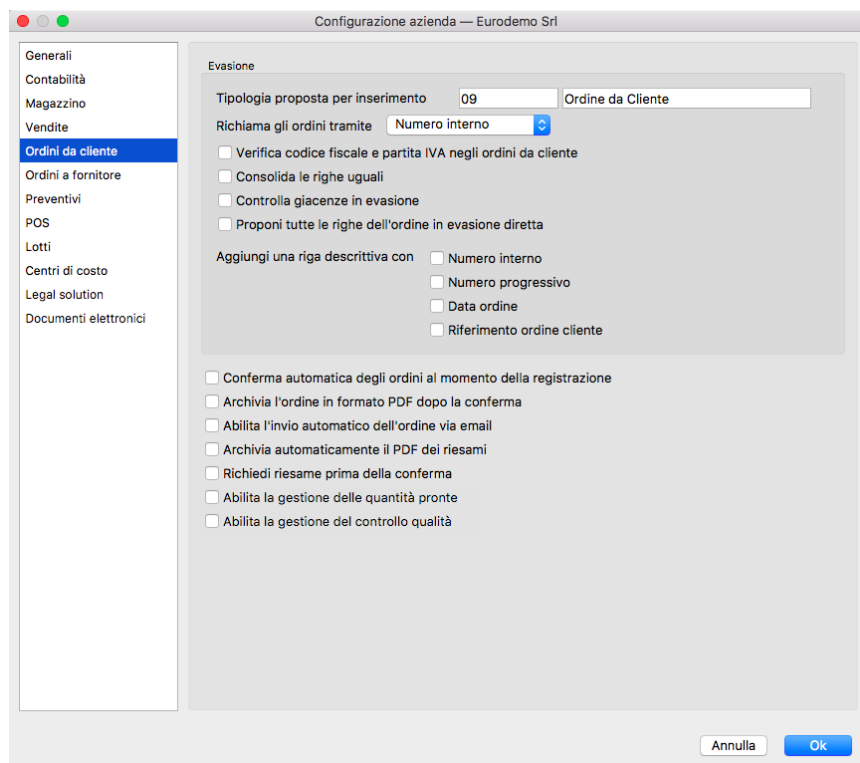 Configurazione azienda — Eurodemo Srl
Generali
Contabilità
Magazzino
Vendite
Ordini da cliente
Ordini a fornitore
Preventivi
POS
Lotti
Centri di costo
Legal solution
Documenti elettronici
Evasione
Tipologia proposta per inserimento 09 Ordine da Cliente
Richiama gli ordini tramite Numero interno
Verifica codice fiscale e partita IVA negli ordini da cliente
Consolida le righe uguali
Controlla giacenze in evasione
Proponi tutte le righe dell'ordine in evasione diretta
Aggiungi una riga descrittiva con Numero interno
Numero progressivo
Data ordine
Riferimento ordine cliente
Conferma automatica degli ordini al momento della registrazione
Archivia l'ordine in formato PDF dopo la conferma
Abilita l'invio automatico dell'ordine via email
Archivia automaticamente il PDF dei riesami
Richiedi riesame prima della conferma
Abilita la gestione delle quantità pronte
Abilita la gestione del controllo qualità
Annulla Ok